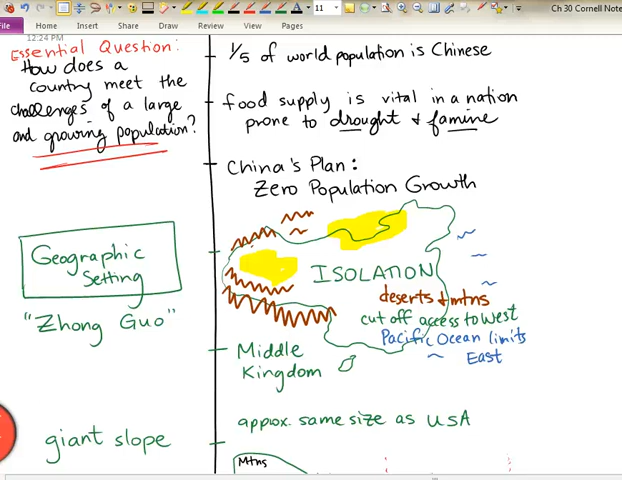 11
Ch 30 Cornell Note
File
Home
Insert
Draw
Review
View
Pages
12:24 PM
Essential Question:
How does a
country meet the
challenges of a large
and growing population?
1/5 of world population is Chinese
food supply is vital in a nation
prone to drought & famine
China's Plan:
Zero Population Growth
Geographic
Setting
"Zhong Guo"
ISOLATION
deserts & mtns
cut off access to West
Pacific Ocean limits
East
Middle
Kingdom
approx. same size as USA
giant slope
Mtns